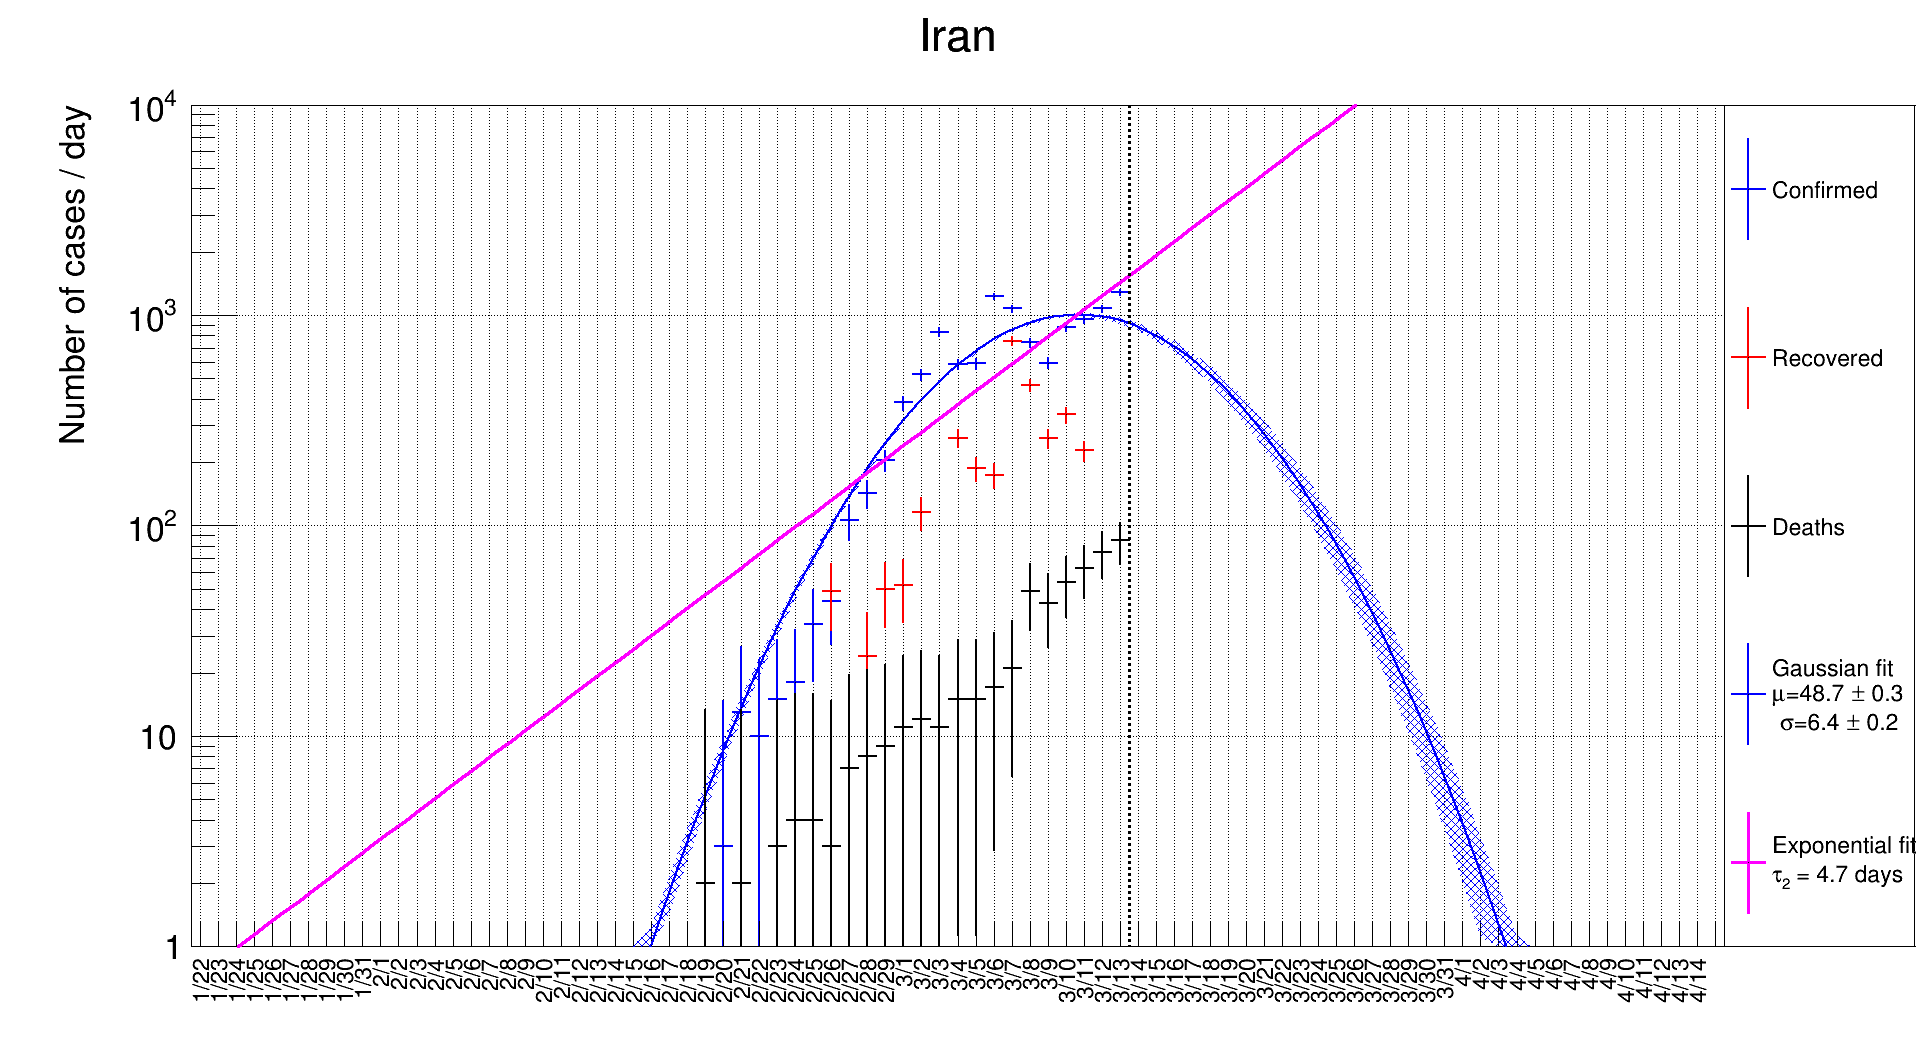 Iran
Number of cases / day
10⁴
10³
10²
10
1
1/22 1/23 1/24 1/25 1/26 1/27 1/28 1/29 1/30 1/31 2/1 2/2 2/3 2/4 2/5 2/6 2/7 2/8 2/9 2/10 2/11 2/12 2/13 2/14 2/15 2/16 2/17 2/18 2/19 2/20 2/21 2/22 2/23 2/24 2/25 2/26 2/27 2/28 2/29 3/1 3/2 3/3 3/4 3/5 3/6 3/7 3/8 3/9 3/10 3/11 3/12 3/13 3/14 3/15 3/16 3/17 3/18 3/19 3/20 3/21 3/22 3/23 3/24 3/25 3/26 3/27 3/28 3/29 3/30 3/31 4/1 4/2 4/3 4/4 4/5 4/6 4/7 4/8 4/9 4/10 4/11 4/12 4/13 4/14
Confirmed
Recovered
Deaths
Gaussian fit
μ=48.7 ± 0.3
σ=6.4 ± 0.2
Exponential fit
τ₂ = 4.7 days